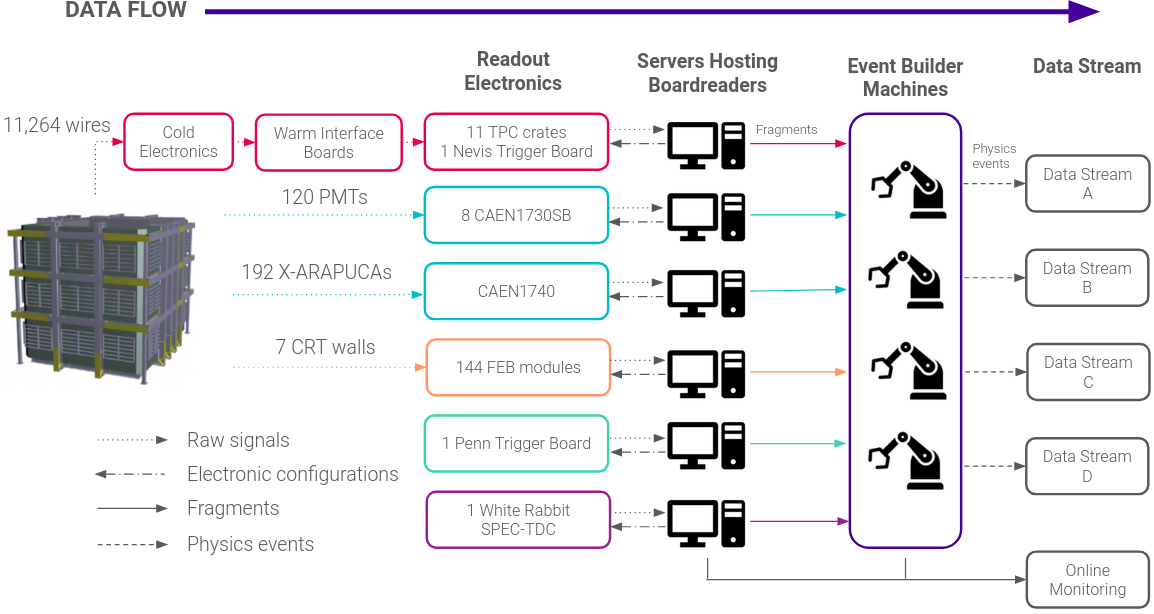 DATA FLOW
Readout
Electronics
Servers Hosting
Boardreaders
Event Builder
Machines
Data Stream
11,264 wires
Cold
Electronics
Warm Interface
Boards
11 TPC crates
1 Nevis Trigger Board
Fragments
Physics
events
Data Stream
A
120 PMTs
8 CAEN1730SB
192 X-ARAPUCAs
CAEN1740
Data Stream
B
7 CRT walls
144 FEB modules
Data Stream
C
1 Penn Trigger Board
Data Stream
D
1 White Rabbit
SPEC-TDC
Raw signals
Electronic configurations
Fragments
Physics events
Online
Monitoring